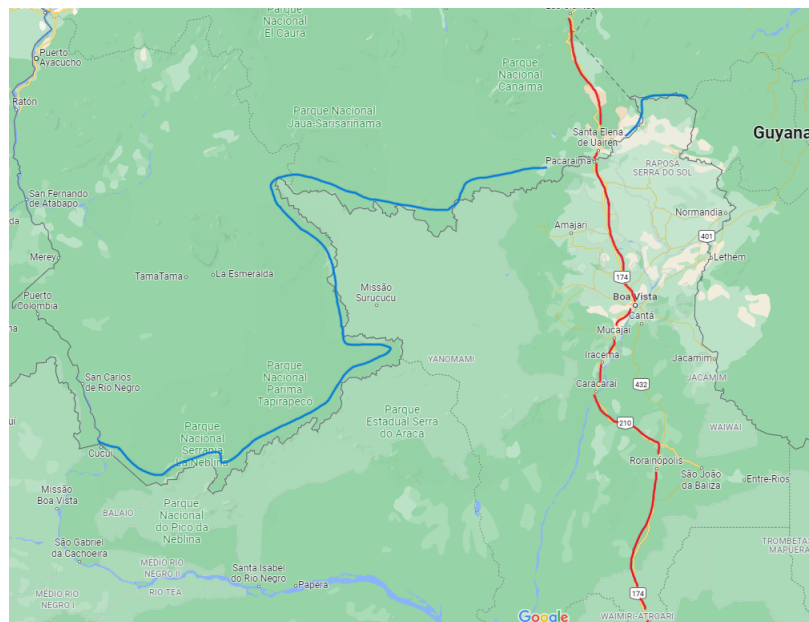 Parque
Nacional
El Caura
Puerto
Ayacucho
Ratón
Parque
Nacional
Canaima
Parque Nacional
Jaua-Sarisariñama
Santa Elena
de Uairén
Guyana
Pacaraima
RAPOSA
SERRA DO SOL
San Fernando
de Atabapo
Normandia
Amajari
401
Merey
Lethem
TamaTama
La Esmeralda
174
Missão
Surucucu
Puerto
Colombia
Boa Vista
Cantá
Mucajaí
Iracema
YANOMAMI
Jacamim
JACAMIM
Parque
Nacional
Parima
Tapirapecó
San Carlos
de Río Negro
Caracaraí
432
Parque
Estadual Serra
do Aracá
210
WAIWAI
Parque
Nacional
Serranía
La Neblina
Cucuí
Rorainópolis
São João
da Baliza
Entre-Rios
Missão
Boa Vista
BALAIO
Parque
Nacional
do Pico da
Neblina
São Gabriel
da Cachoeira
TROMBETAS
MAPUERA
MÉDIO RIO
NEGRO II
RIO TEA
Santa Isabel
do Rio Negro
Papera
174
MÉDIO RIO
NEGRO I
Google
WAIMIRI-ATROARI